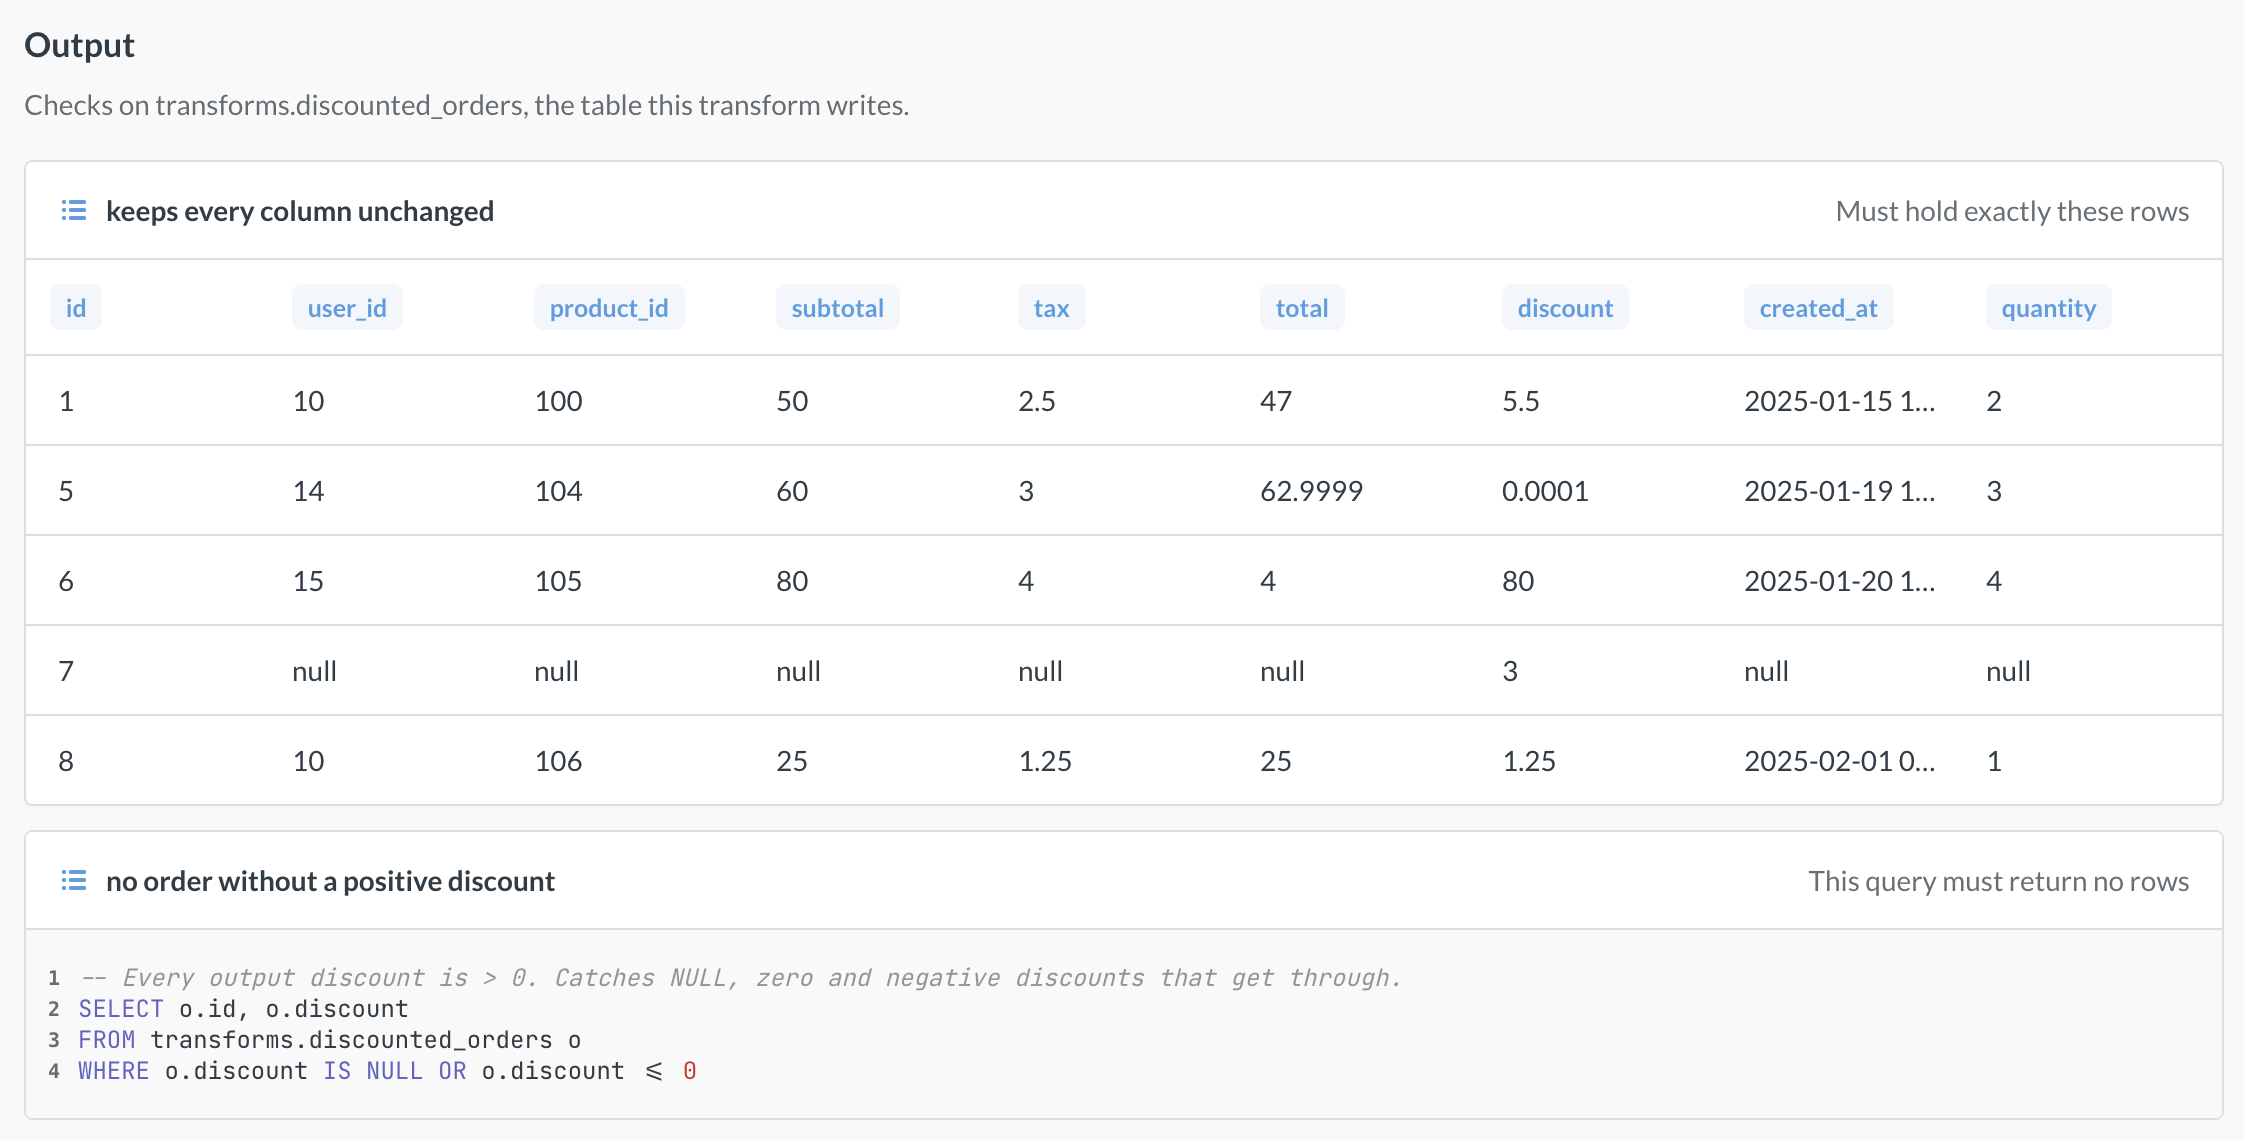 Output
Checks on transforms.discounted_orders, the table this transform writes.
keeps every column unchanged Must hold exactly these rows
id user_id product_id subtotal tax total discount created_at quantity
1 10 100 50 2.5 47 5.5 2025-01-15 1... 2
5 14 104 60 3 62.9999 0.0001 2025-01-19 1... 3
6 15 105 80 4 4 80 2025-01-20 1... 4
7 null null null null null 3 null null
8 10 106 25 1.25 25 1.25 2025-02-01 0... 1
no order without a positive discount This query must return no rows
1 -- Every output discount is > 0. Catches NULL, zero and negative discounts that get through.
2 SELECT o.id, o.discount
3 FROM transforms.discounted_orders o
4 WHERE o.discount IS NULL OR o.discount ⩽ 0